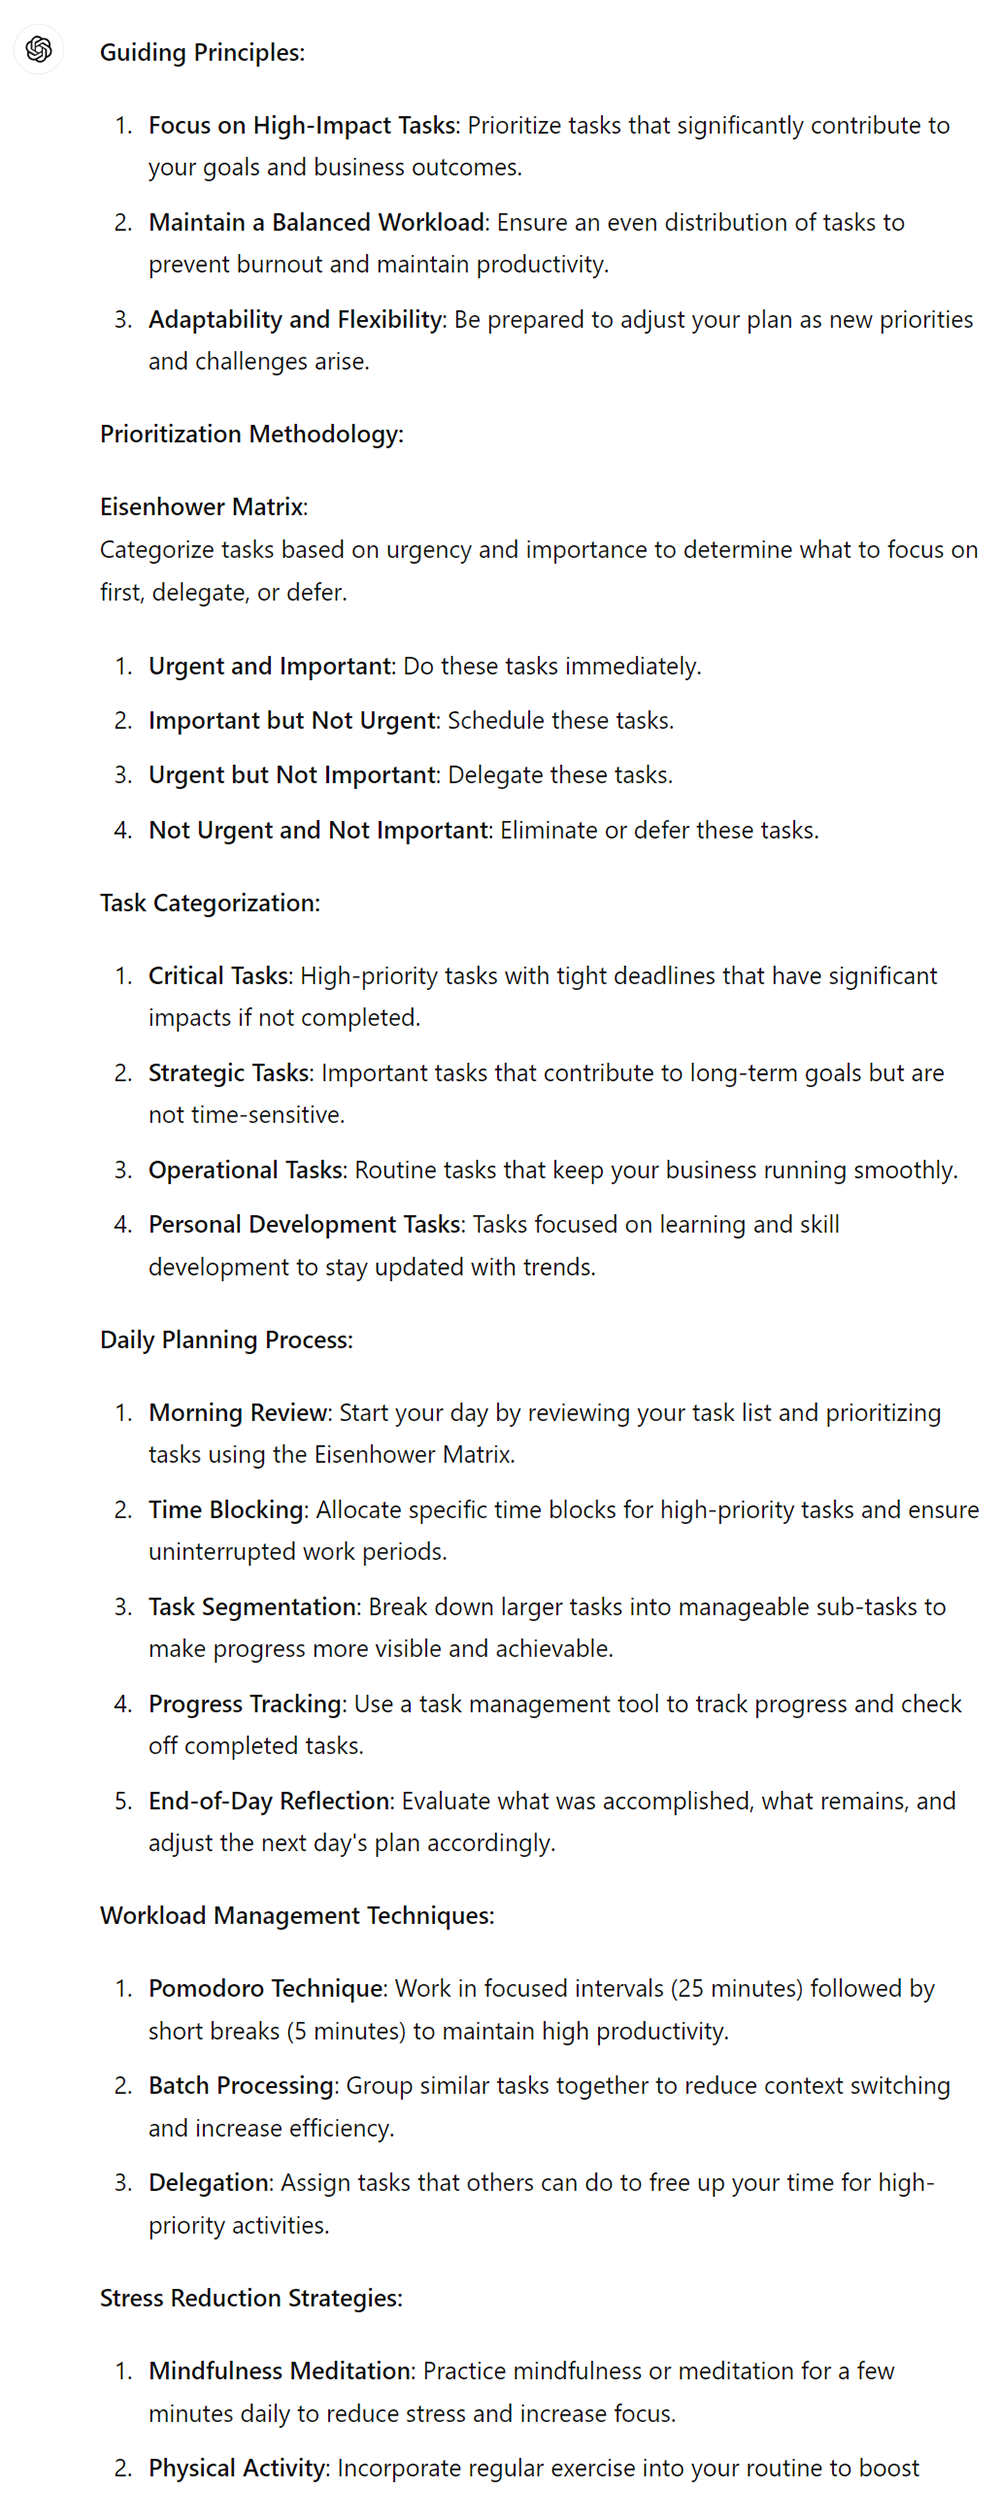 Guiding Principles:
1. Focus on High-Impact Tasks: Prioritize tasks that significantly contribute to
your goals and business outcomes.
2. Maintain a Balanced Workload: Ensure an even distribution of tasks to
prevent burnout and maintain productivity.
3. Adaptability and Flexibility: Be prepared to adjust your plan as new priorities
and challenges arise.
Prioritization Methodology:
Eisenhower Matrix:
Categorize tasks based on urgency and importance to determine what to focus on
first, delegate, or defer.
1. Urgent and Important: Do these tasks immediately.
2. Important but Not Urgent: Schedule these tasks.
3. Urgent but Not Important: Delegate these tasks.
4. Not Urgent and Not Important: Eliminate or defer these tasks.
Task Categorization:
1. Critical Tasks: High-priority tasks with tight deadlines that have significant
impacts if not completed.
2. Strategic Tasks: Important tasks that contribute to long-term goals but are
not time-sensitive.
3. Operational Tasks: Routine tasks that keep your business running smoothly.
4. Personal Development Tasks: Tasks focused on learning and skill
development to stay updated with trends.
Daily Planning Process:
1. Morning Review: Start your day by reviewing your task list and prioritizing
tasks using the Eisenhower Matrix.
2. Time Blocking: Allocate specific time blocks for high-priority tasks and ensure
uninterrupted work periods.
3. Task Segmentation: Break down larger tasks into manageable sub-tasks to
make progress more visible and achievable.
4. Progress Tracking: Use a task management tool to track progress and check
off completed tasks.
5. End-of-Day Reflection: Evaluate what was accomplished, what remains, and
adjust the next day's plan accordingly.
Workload Management Techniques:
1. Pomodoro Technique: Work in focused intervals (25 minutes) followed by
short breaks (5 minutes) to maintain high productivity.
2. Batch Processing: Group similar tasks together to reduce context switching
and increase efficiency.
3. Delegation: Assign tasks that others can do to free up your time for high-
priority activities.
Stress Reduction Strategies:
1. Mindfulness Meditation: Practice mindfulness or meditation for a few
minutes daily to reduce stress and increase focus.
2. Physical Activity: Incorporate regular exercise into your routine to boost